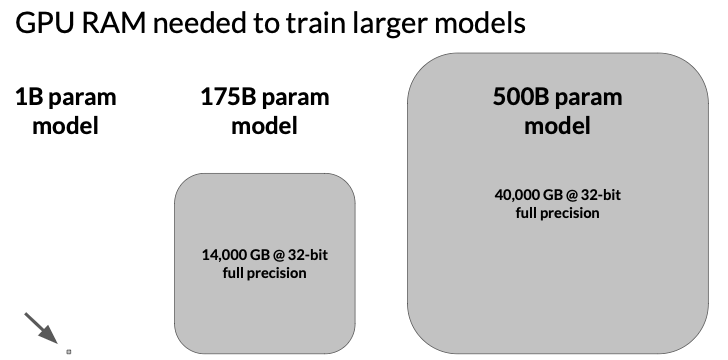 GPU RAM needed to train larger models
1B param
model
175B param
model
500B param
model
14,000 GB @ 32-bit
full precision
40,000 GB @ 32-bit
full precision